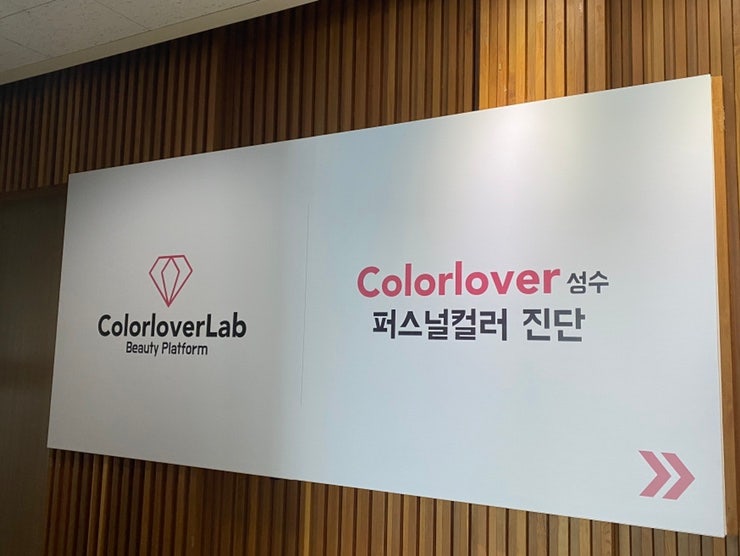 ColorloverLab
Beauty Platform
Colorlover 성수
퍼스널컬러 진단